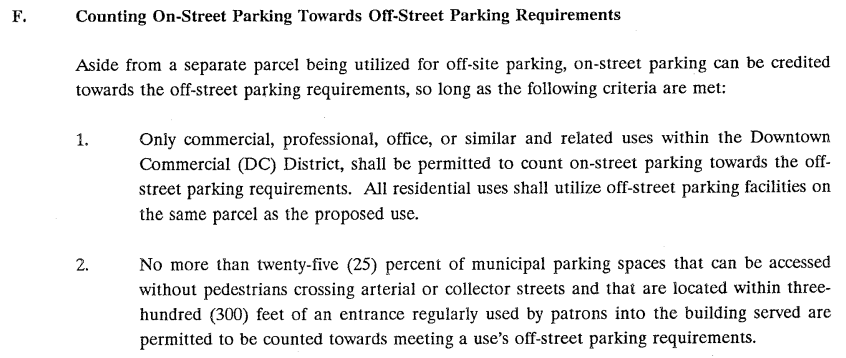 F. Counting On-Street Parking Towards Off-Street Parking Requirements
Aside from a separate parcel being utilized for off-site parking, on-street parking can be credited
towards the off-street parking requirements, so long as the following criteria are met:
1. Only commercial, professional, office, or similar and related uses within the Downtown
Commercial (DC) District, shall be permitted to count on-street parking towards the off-
street parking requirements. All residential uses shall utilize off-street parking facilities on
the same parcel as the proposed use.
2. No more than twenty-five (25) percent of municipal parking spaces that can be accessed
without pedestrians crossing arterial or collector streets and that are located within three-
hundred (300) feet of an entrance regularly used by patrons into the building served are
permitted to be counted towards meeting a use's off-street parking requirements.